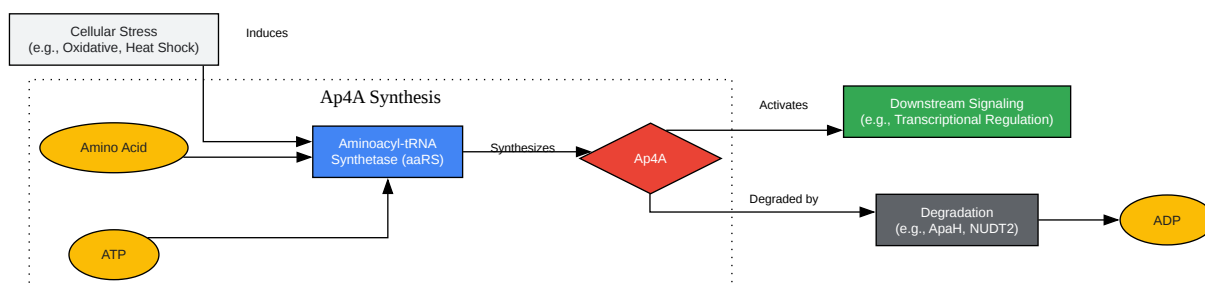 Cellular Stress
(e.g., Oxidative, Heat Shock)
Induces
Ap4A Synthesis
Amino Acid
Aminoacyl-tRNA
Synthetase (aaRS)
Synthesizes
Ap4A
Activates
Downstream Signaling
(e.g., Transcriptional Regulation)
Degraded by
Degradation
(e.g., ApaH, NUDT2)
ADP
ATP